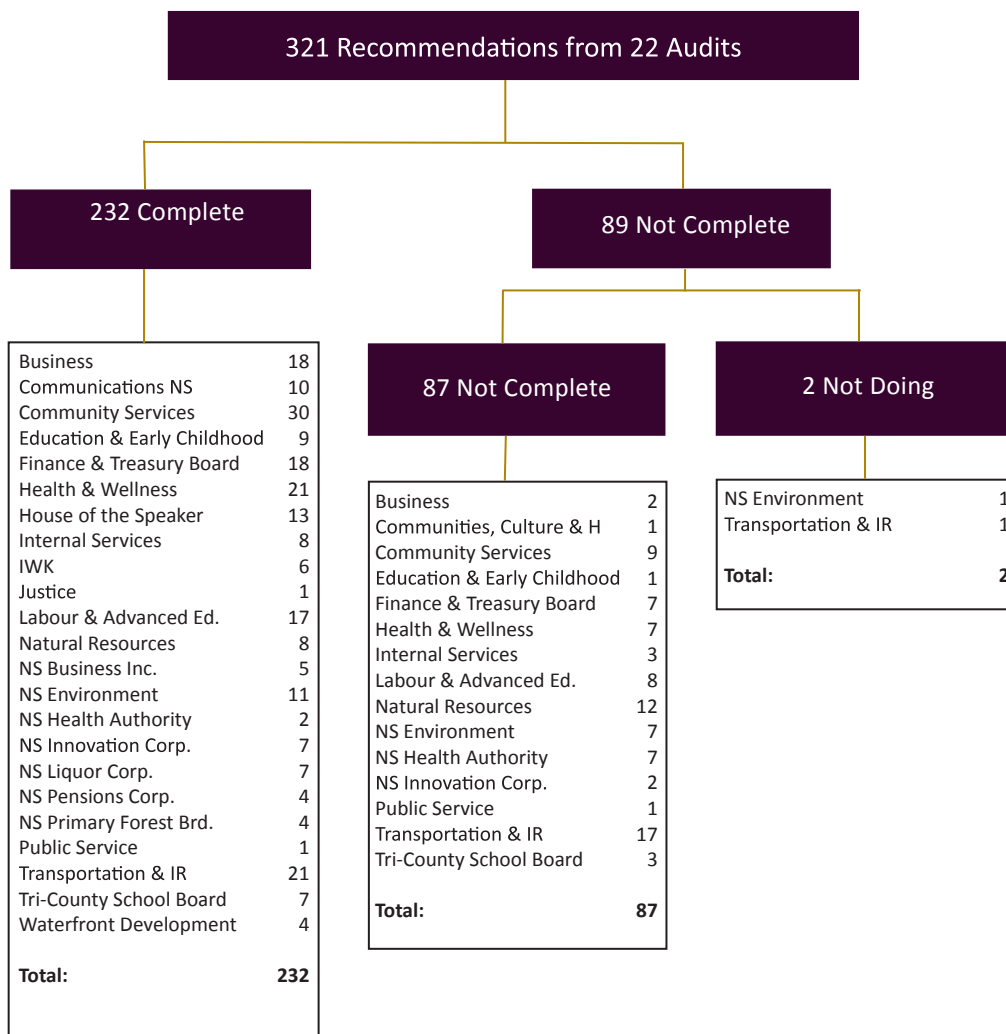 321 Recommendations from 22 Audits
232 Complete
89 Not Complete
Business 18
Communications NS 10
Community Services 30
Education & Early Childhood 9
Finance & Treasury Board 18
Health & Wellness 21
House of the Speaker 13
Internal Services 8
IWK 6
Justice 1
Labour & Advanced Ed. 17
Natural Resources 8
NS Business Inc. 5
NS Environment 11
NS Health Authority 2
NS Innovation Corp. 7
NS Liquor Corp. 7
NS Pensions Corp. 4
NS Primary Forest Brd. 4
Public Service 1
Transportation & IR 21
Tri-County School Board 7
Waterfront Development 4
Total: 232
87 Not Complete
Business 2
Communities, Culture & H 1
Community Services 9
Education & Early Childhood 1
Finance & Treasury Board 7
Health & Wellness 7
Internal Services 3
Labour & Advanced Ed. 8
Natural Resources 12
NS Environment 7
NS Health Authority 7
NS Innovation Corp. 2
Public Service 1
Transportation & IR 17
Tri-County School Board 3
Total: 87
2 Not Doing
NS Environment 1
Transportation & IR 1
Total: 2